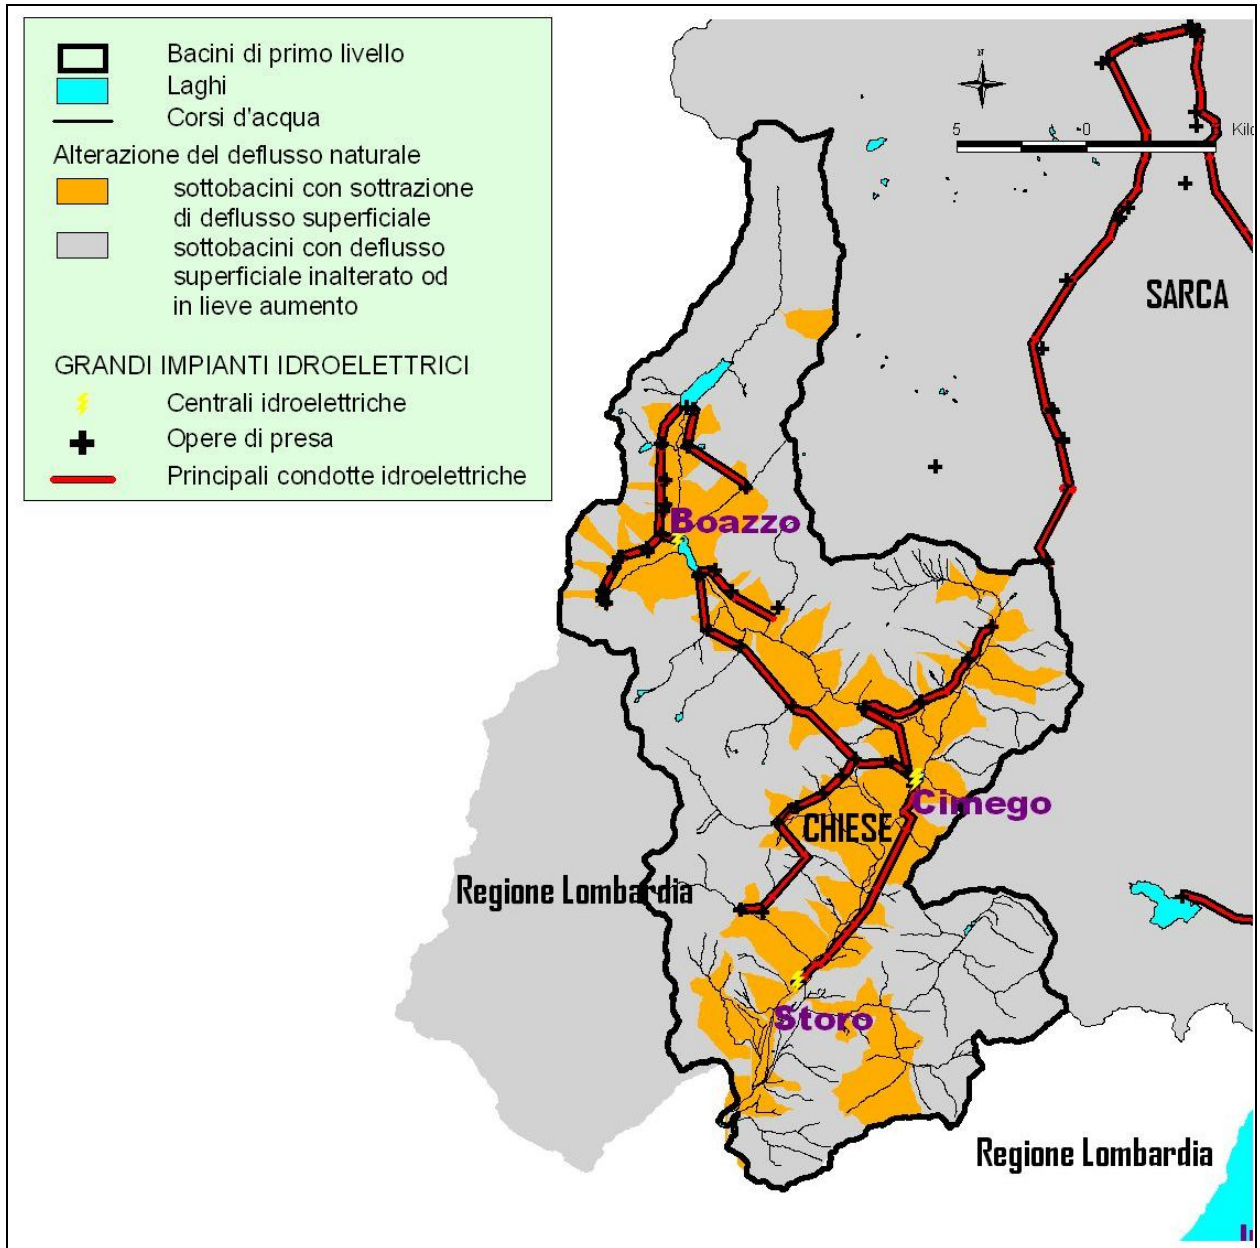 Bacini di primo livello
Laghi
Corsi d'acqua
Alterazione del deflusso naturale
sottobacini con sottrazione
di deflusso superficiale
sottobacini con deflusso
superficiale inalterato od
in lieve aumento
GRANDI IMPIANTI IDROELETTRICI
Centrali idroelettriche
Opere di presa
Principali condotte idroelettriche
N
5 0 5 Kilo
SARCA
Boazzo
Cimego
CHIESE
Regione Lombardia
Storo
Regione Lombardia